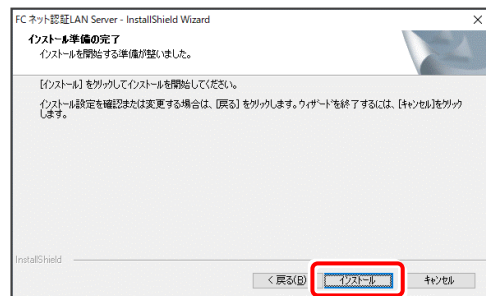 FC ネット認証LAN Server - InstallShield Wizard
インストール準備の完了
インストールを開始する準備が整いました。
[インストール] をクリックしてインストールを開始してください。
インストール設定を確認または変更する場合は、[戻る] をクリックします。ウィザードを終了するには、[キャンセル]をクリック
します。
InstallShield
< 戻る(B)
インストール
キャンセル